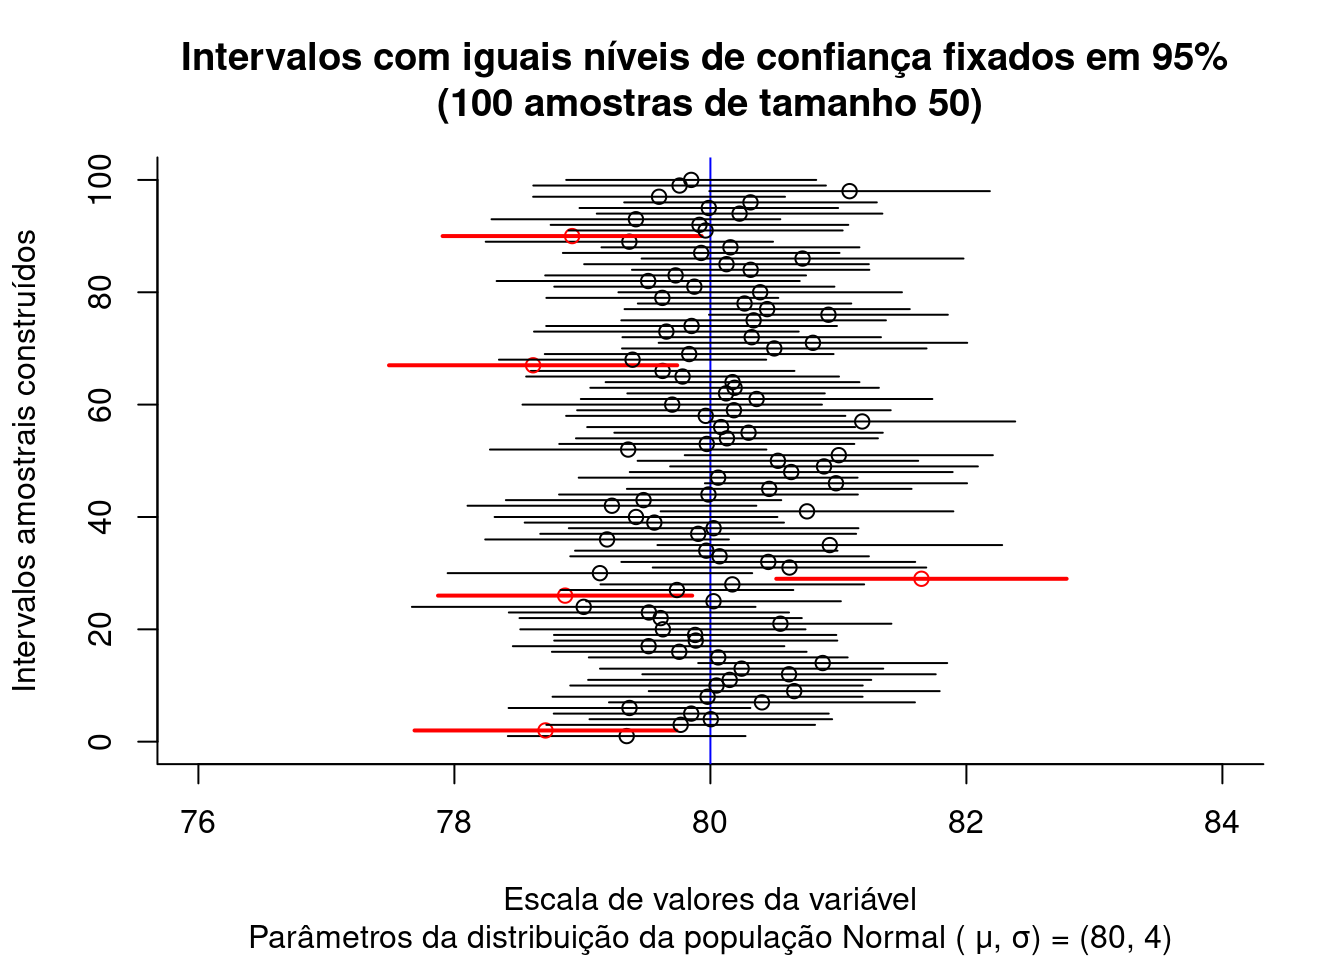 Intervalos com iguais níveis de confiança fixados em 95%
(100 amostras de tamanho 50)
Intervalos amostrais construídos
100
80
60
40
20
0
76 78 80 82 84
Escala de valores da variável
Parâmetros da distribuição da população Normal ( μ, σ) = (80, 4)